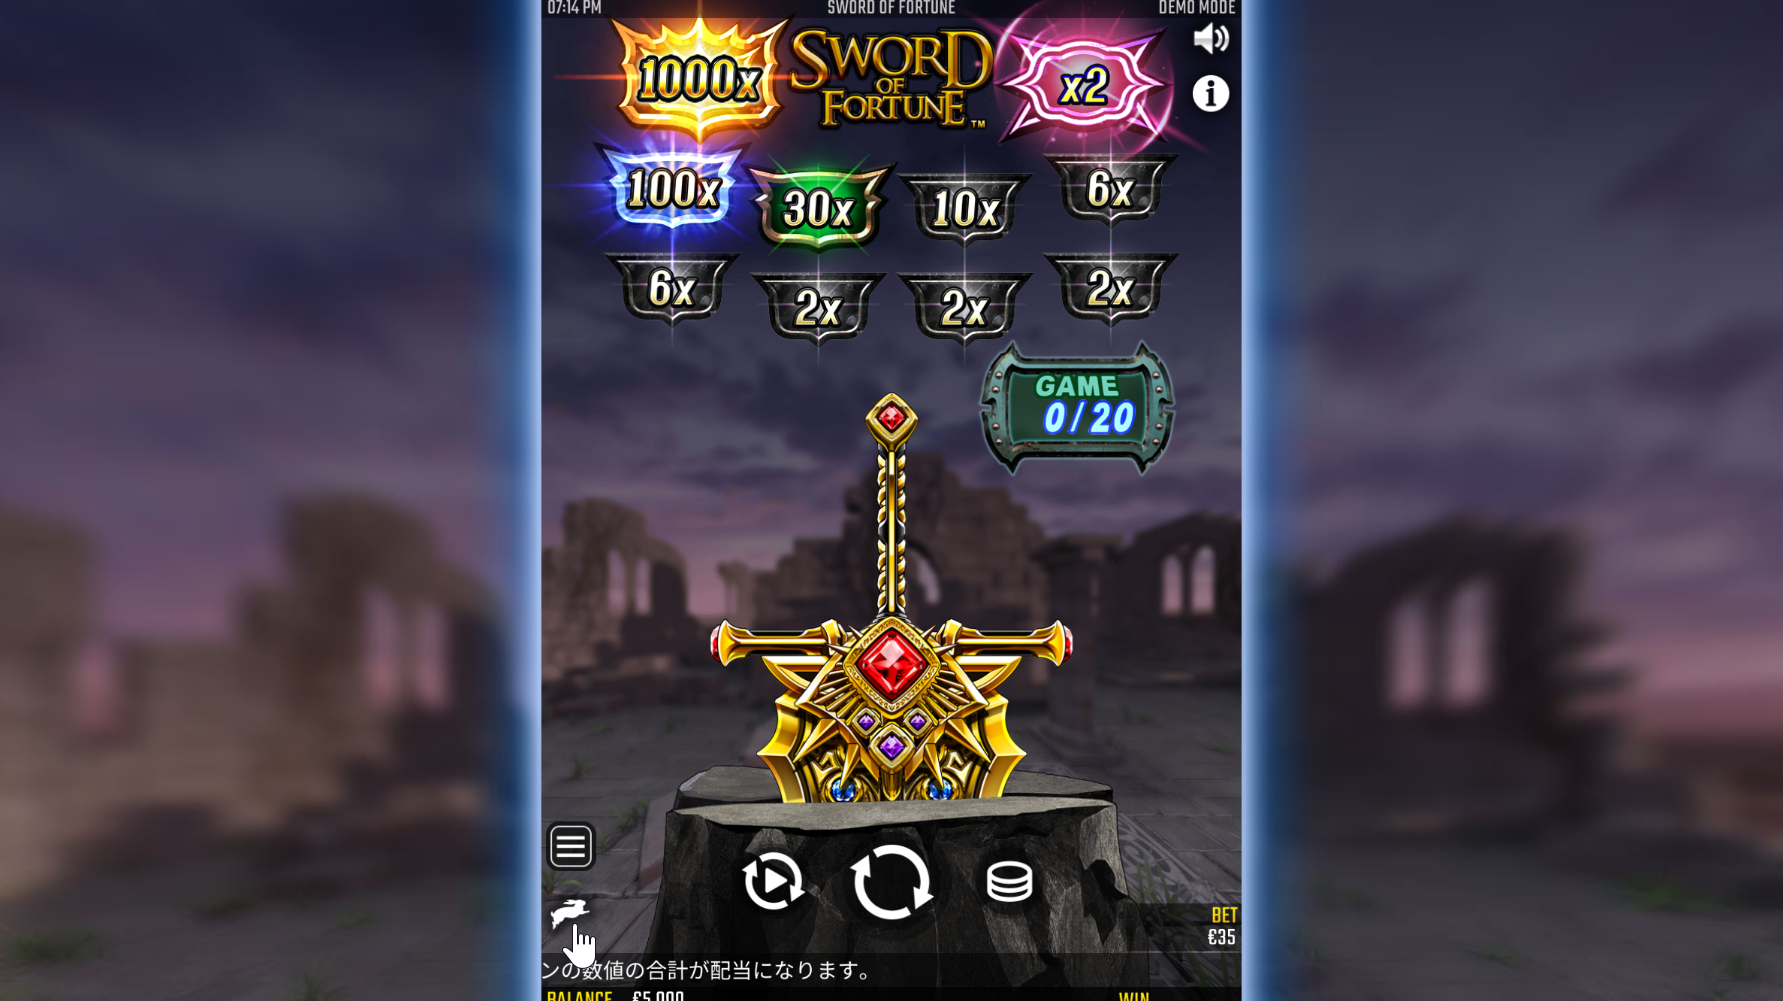 07:14 PM SWORD OF FORTUNE DEMO MODE
1000x
SWORD
OF
FORTUNE™
x2
100x 30x 10x 6x
6x 2x 2x 2x
GAME
0/20
BET
€35
ンの数値の合計が配当になります。
BALANCE €5,000 WIN